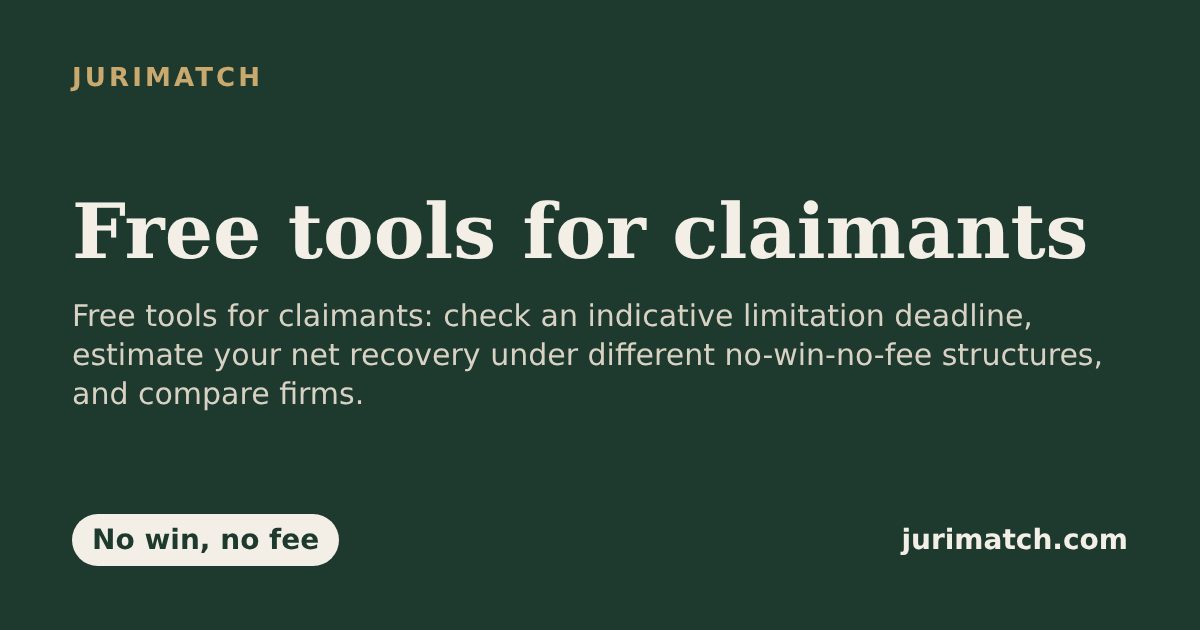 JURIMATCH
Free tools for claimants
Free tools for claimants: check an indicative limitation deadline,
estimate your net recovery under different no-win-no-fee structures,
and compare firms.
No win, no fee
jurimatch.com